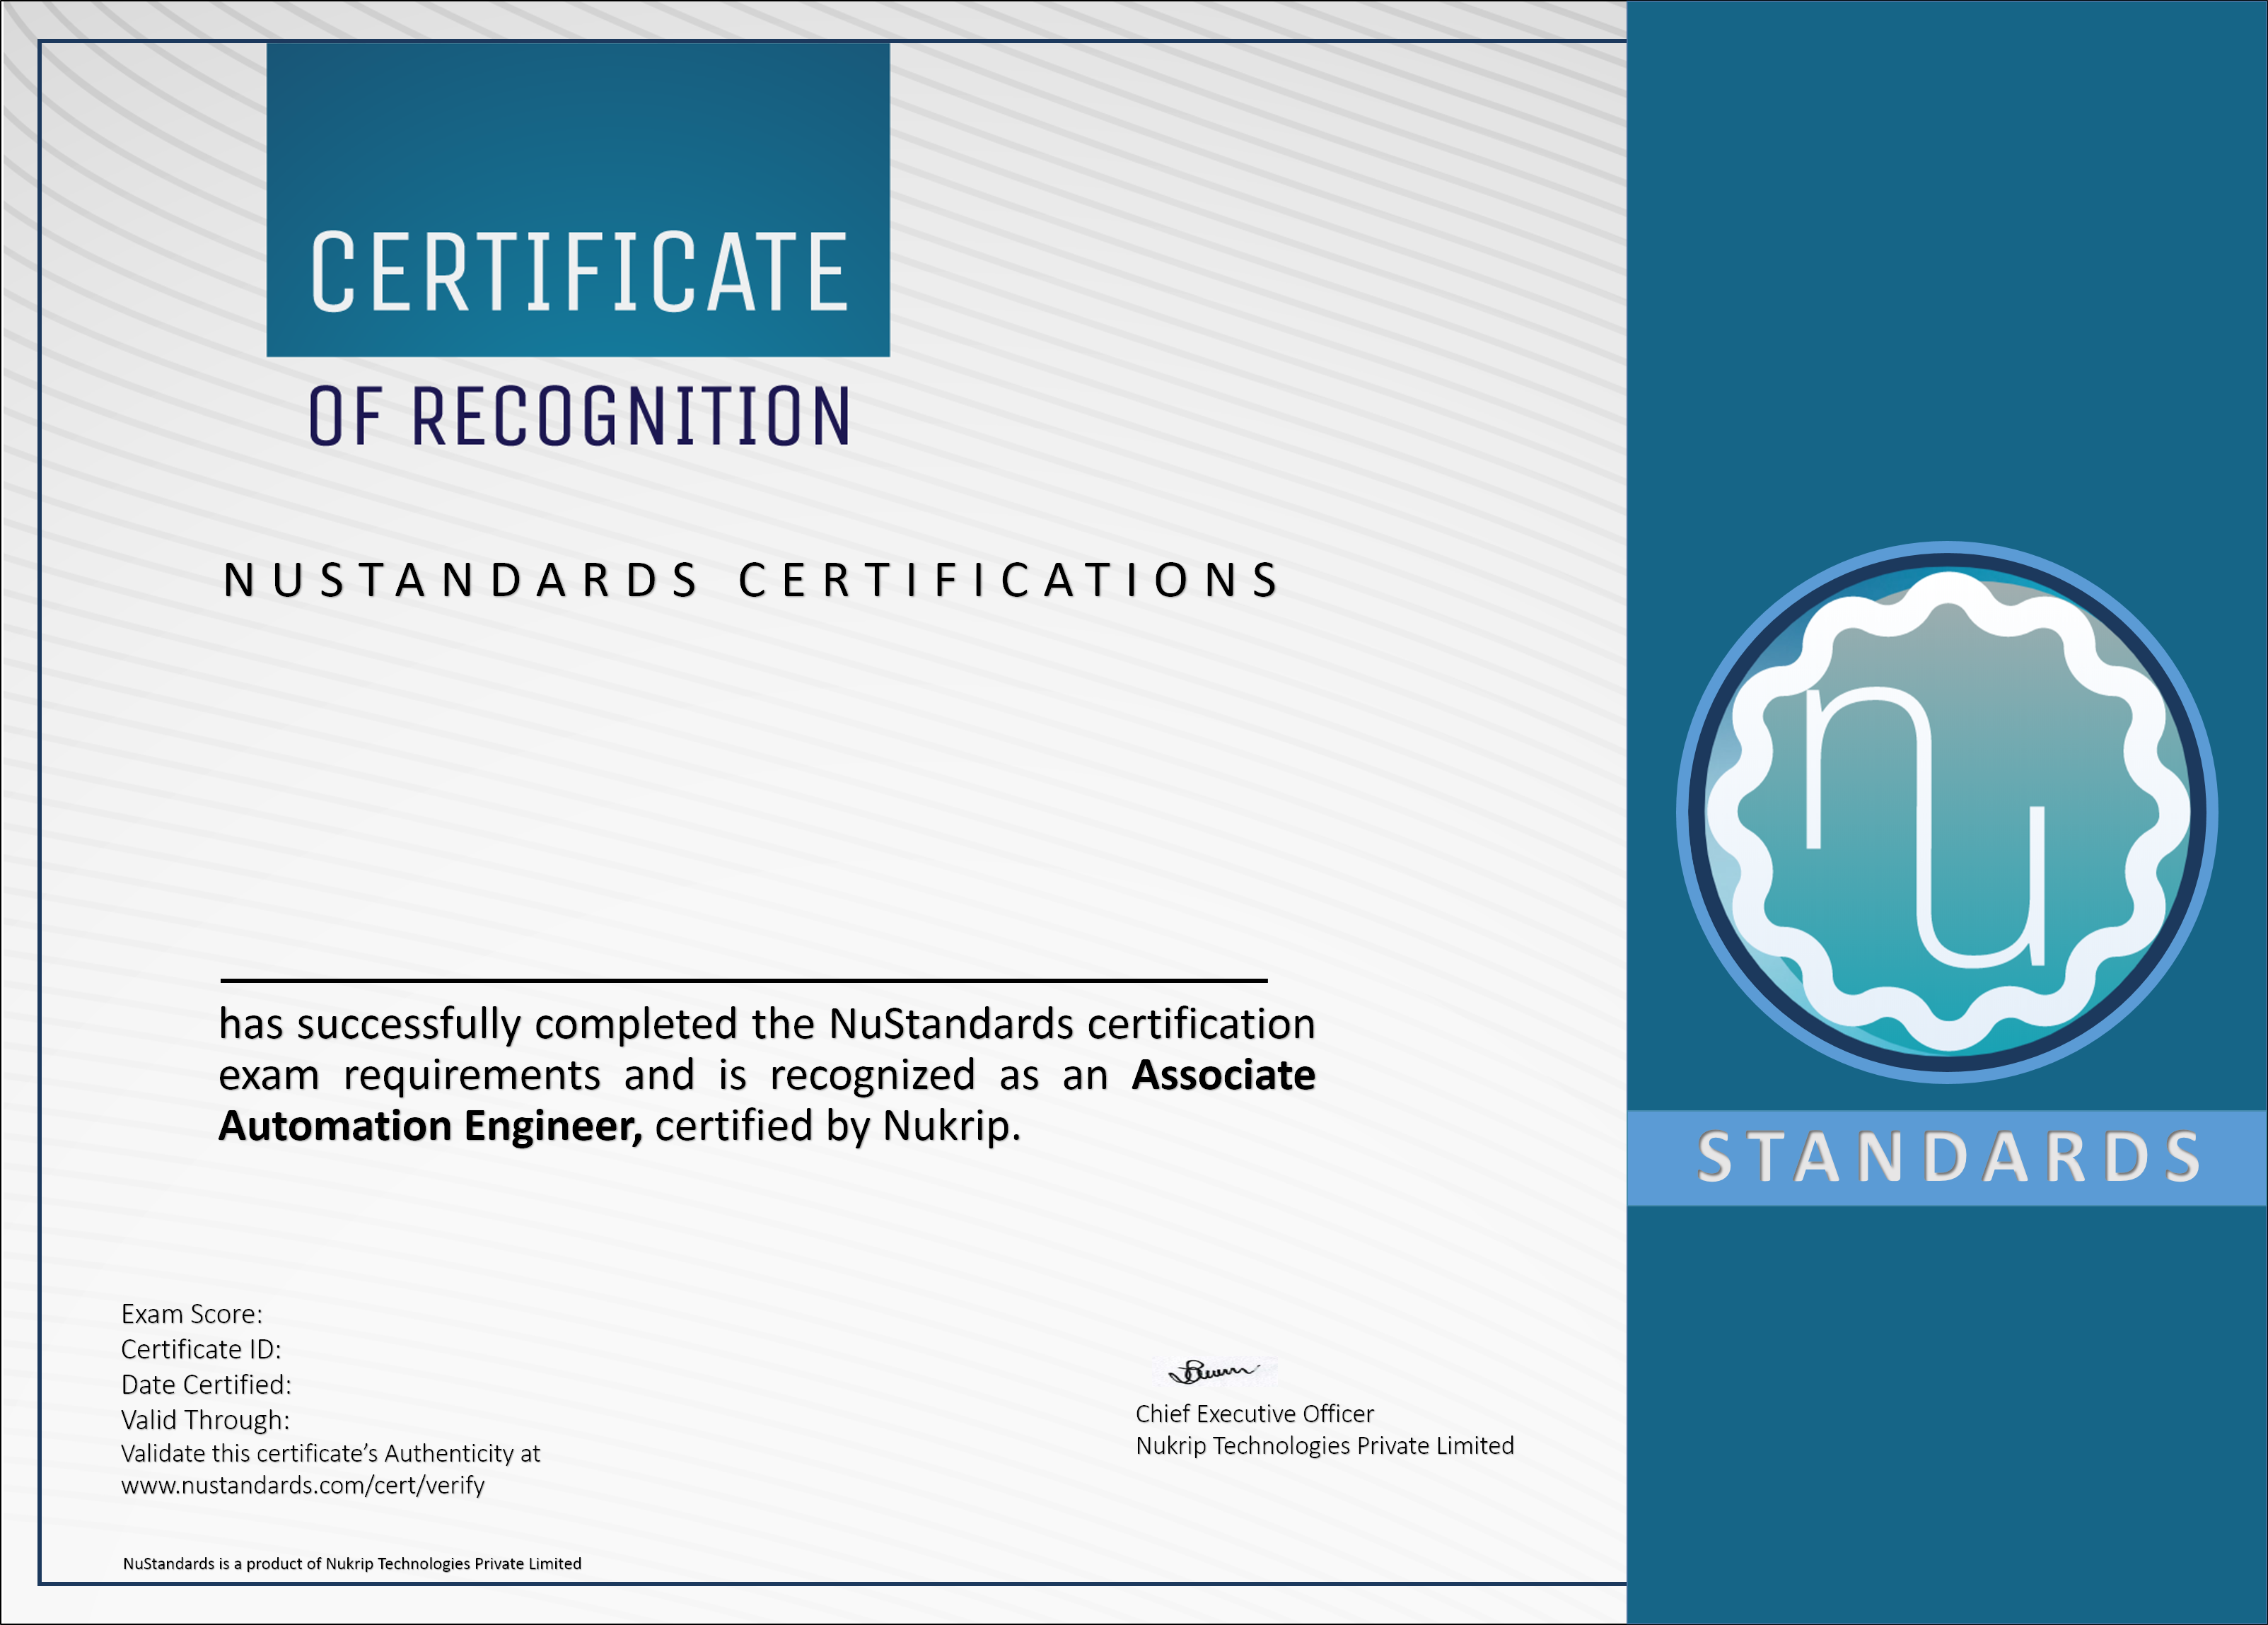 CERTIFICATE
OF RECOGNITION
NUSTANDARDS CERTIFICATIONS
has successfully completed the NuStandards certification
exam requirements and is recognized as an Associate
Automation Engineer, certified by Nukrip.
nu
STANDARDS
Exam Score:
Certificate ID:
Date Certified:
Valid Through:
Validate this certificate’s Authenticity at
www.nustandards.com/cert/verify
Chief Executive Officer
Nukrip Technologies Private Limited
NuStandards is a product of Nukrip Technologies Private Limited